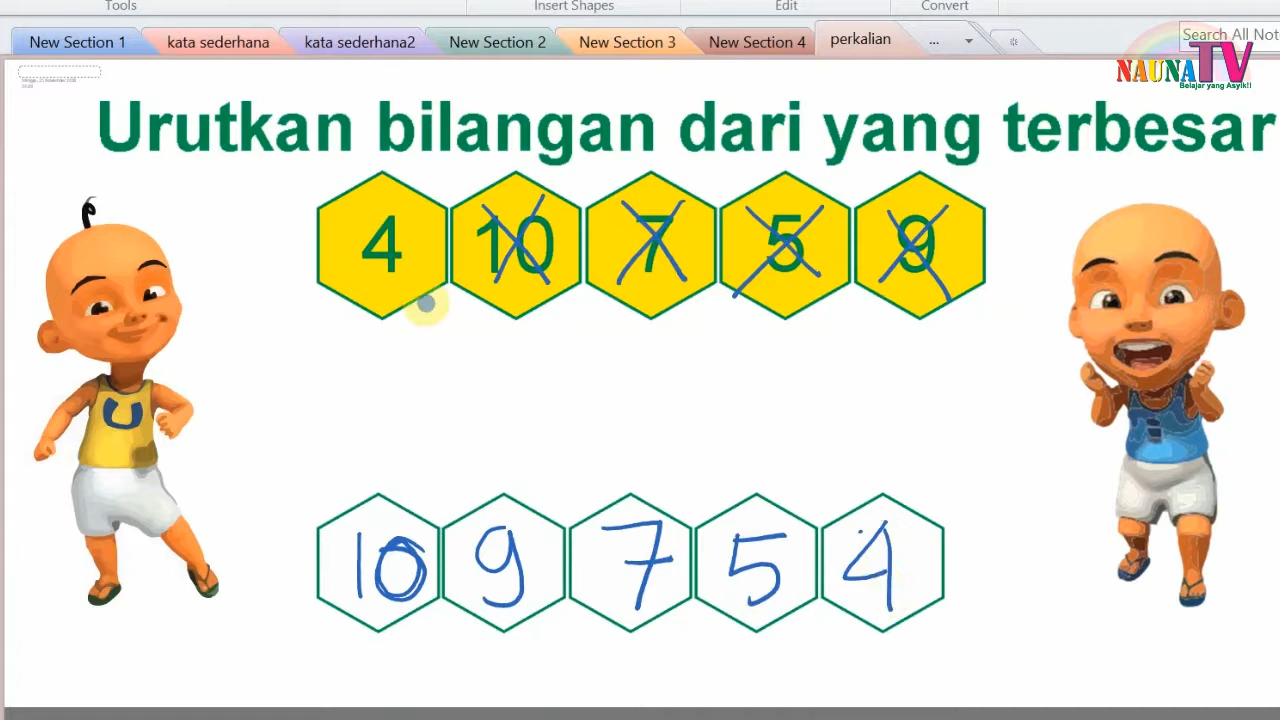 Tools Insert Shapes Edit Convert
New Section 1 kata sederhana kata sederhana2 New Section 2 New Section 3 New Section 4 perkalian ... Search All Not
NAUNA TV
Belajar yang Asyik!!
Urutkan bilangan dari yang terbesar
4 10 7 5 9
U
10 9 7 5 4